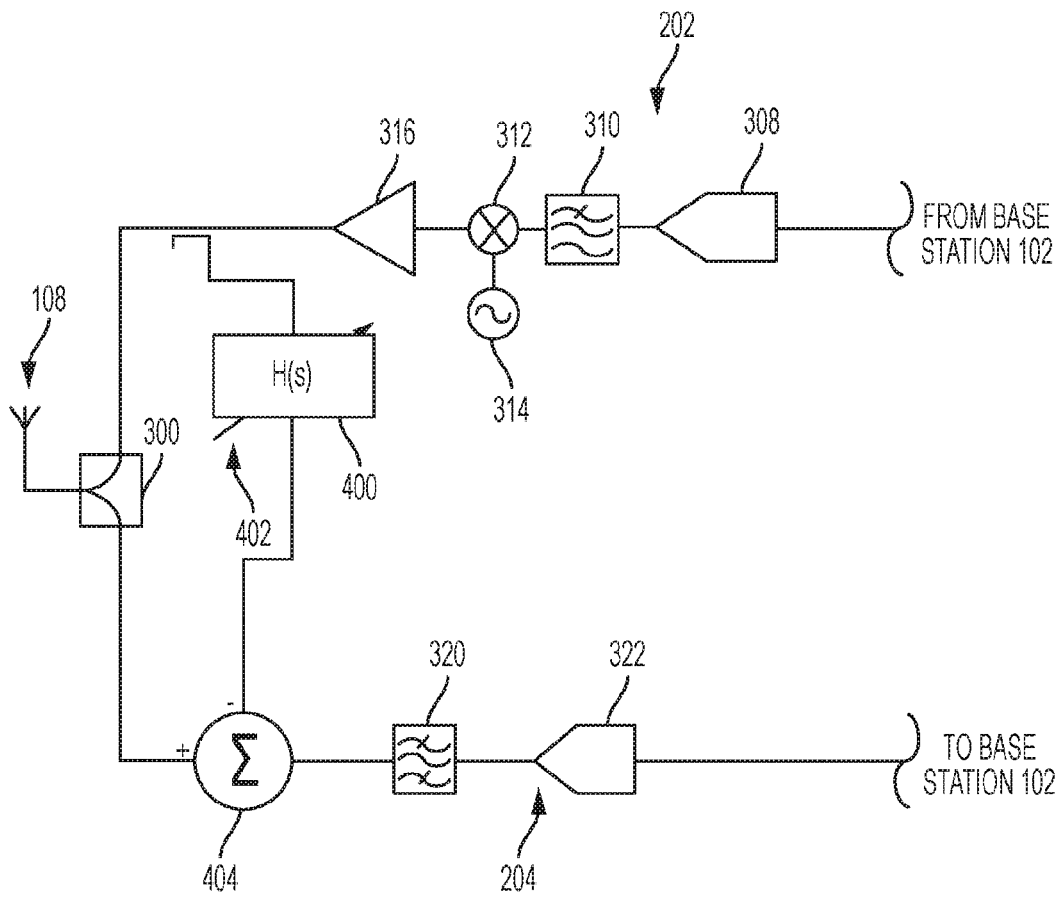 202
316
312
310
308
FROM BASE
STATION 102
108
H(s)
314
300
400
402
320
322
-
+
Σ
TO BASE
STATION 102
404
204